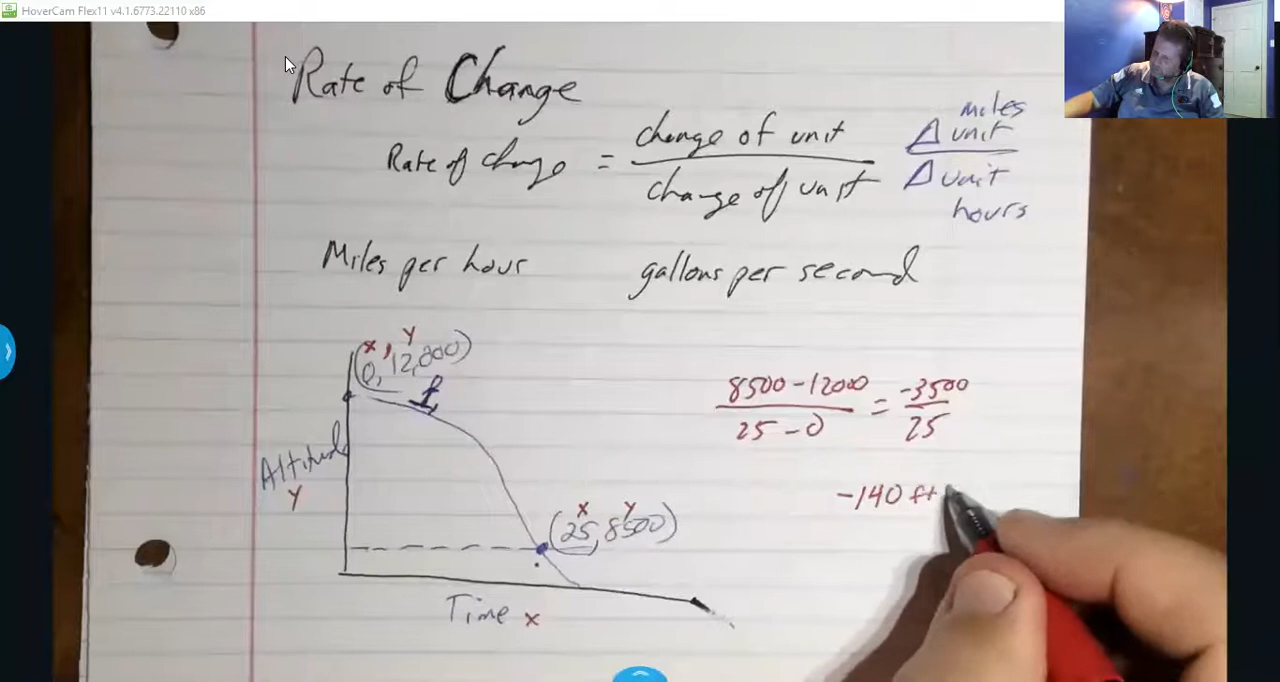 HoverCam Flex11 v4.1.6773.22110 x86
Rate of Change
Rate of change = change of unit / change of unit
miles
Δ unit / Δ unit
hours
Miles per hour gallons per second
x, y
(0, 12,000)
f
8500 - 12000 / 25 - 0 = -3500 / 25
Altitude
y
-140 ft
x y
(25, 8500)
Time x